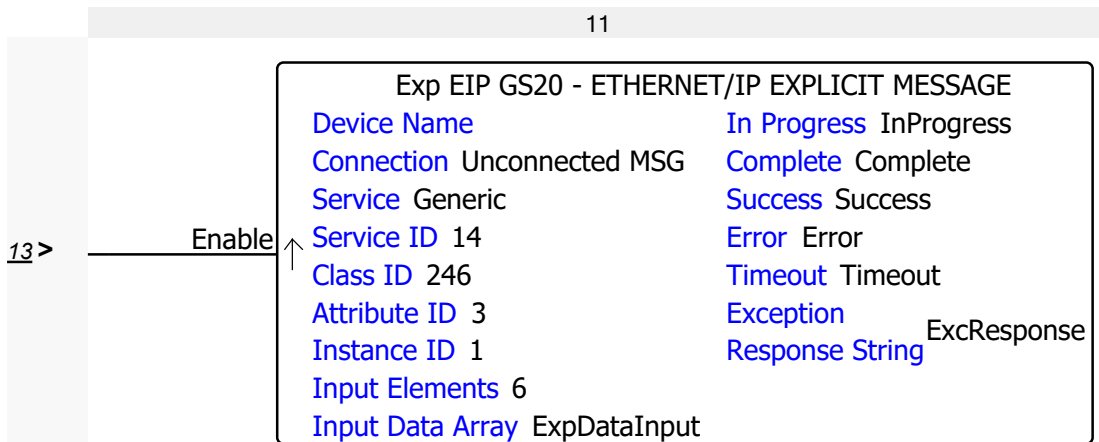 11
Exp EIP GS20 - ETHERNET/IP EXPLICIT MESSAGE
Device Name
In Progress InProgress
Connection Unconnected MSG
Complete Complete
Service Generic
Success Success
13 >
Enable
↑
Service ID 14
Error Error
Class ID 246
Timeout Timeout
Attribute ID 3
Exception
Instance ID 1
Response String
ExcResponse
Input Elements 6
Input Data Array ExpDataInput